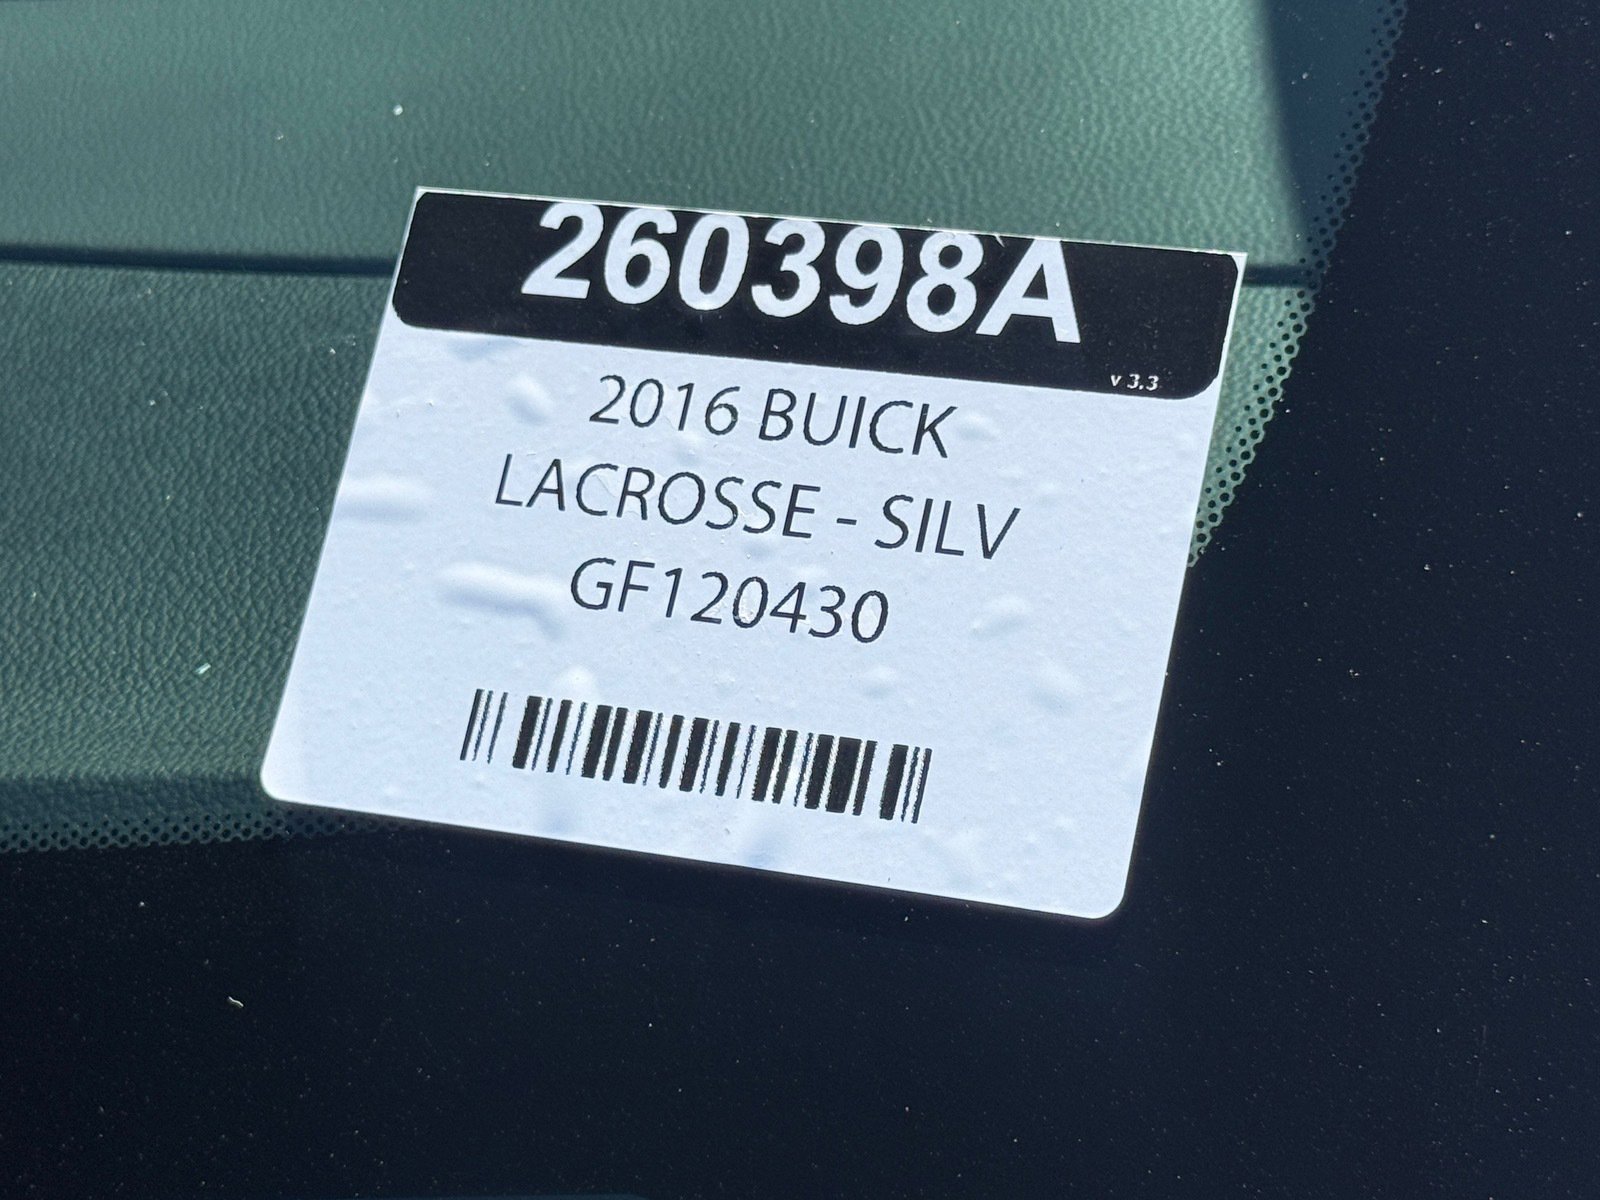 260398A
v 3.3
2016 BUICK
LACROSSE - SILV
GF120430